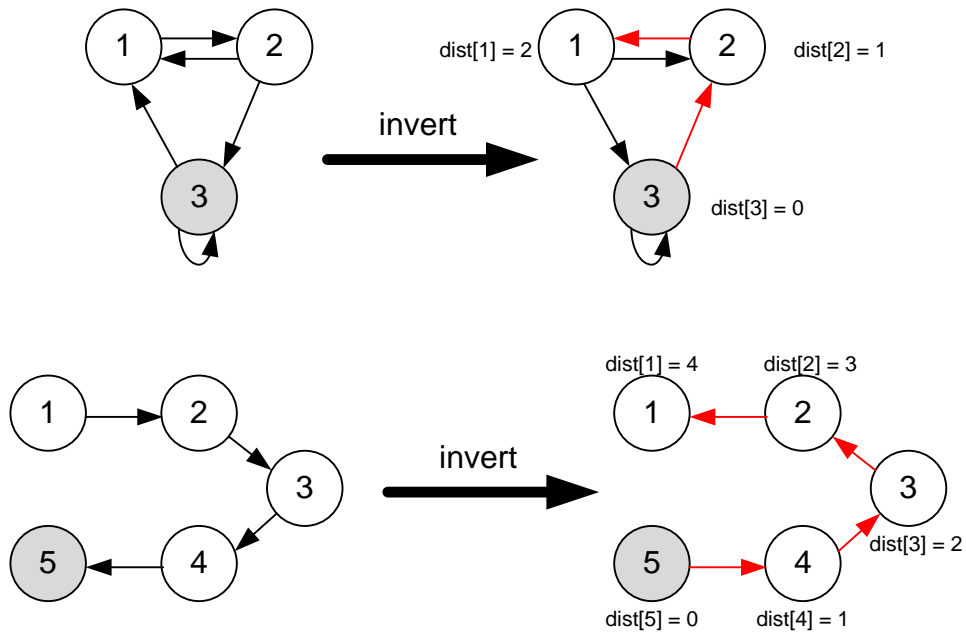 1
2
3
invert
dist[1] = 2
1
2
dist[2] = 1
3
dist[3] = 0
1
2
3
4
5
invert
dist[1] = 4
dist[2] = 3
1
2
3
dist[3] = 2
5
4
dist[5] = 0
dist[4] = 1